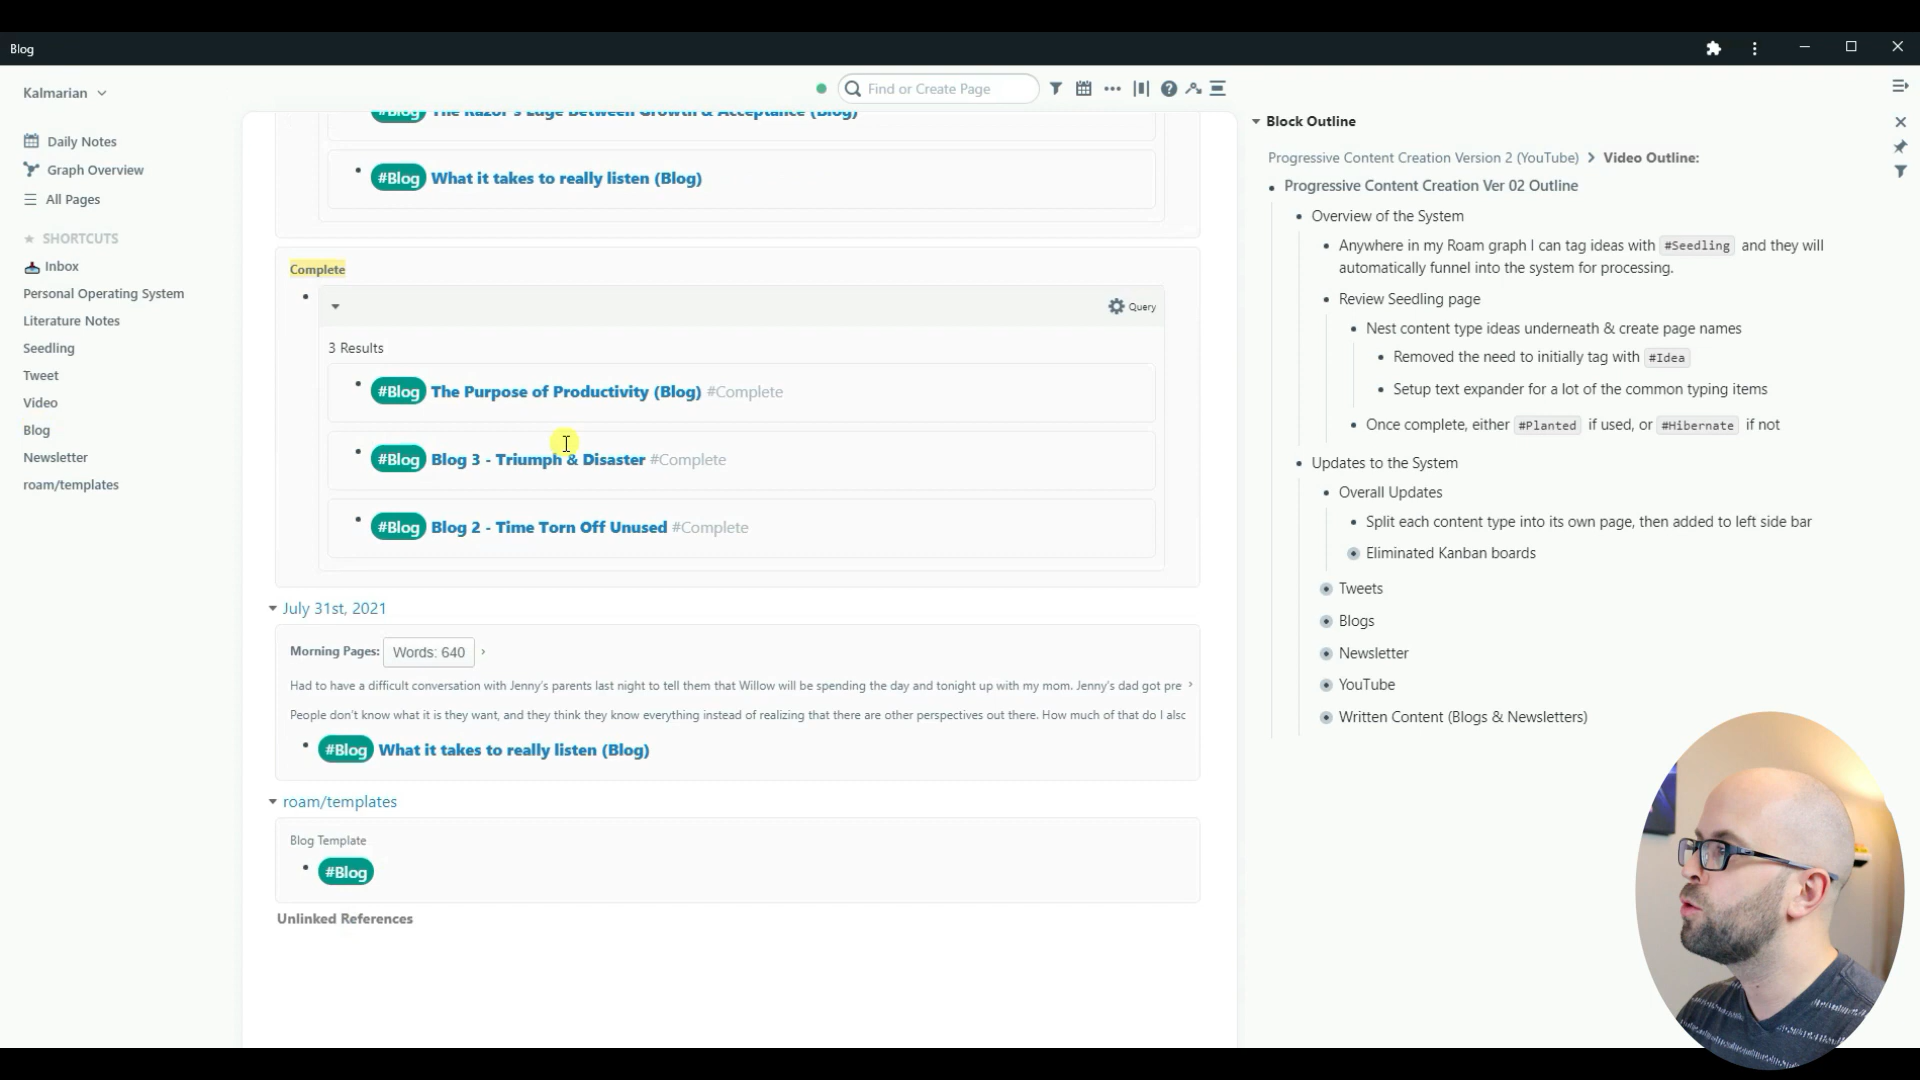 Blog
Kalmarian
Find or Create Page
Daily Notes
Graph Overview
All Pages
SHORTCUTS
Inbox
Personal Operating System
Literature Notes
Seedling
Tweet
Video
Blog
Newsletter
roam/templates
#Blog The Razor's Edge Between Growth & Acceptance (Blog)
#Blog What it takes to really listen (Blog)
Complete
Query
3 Results
#Blog The Purpose of Productivity (Blog) #Complete
#Blog Blog 3 - Triumph & Disaster #Complete
#Blog Blog 2 - Time Torn Off Unused #Complete
July 31st, 2021
Morning Pages: Words: 640
Had to have a difficult conversation with Jenny's parents last night to tell them that Willow will be spending the day and tonight up with my mom. Jenny's dad got pre
People don't know what it is they want, and they think they know everything instead of realizing that there are other perspectives out there. How much of that do I alsc
#Blog What it takes to really listen (Blog)
roam/templates
Blog Template
#Blog
Unlinked References
Block Outline
Progressive Content Creation Version 2 (YouTube) > Video Outline:
Progressive Content Creation Ver 02 Outline
Overview of the System
Anywhere in my Roam graph I can tag ideas with #Seedling and they will
automatically funnel into the system for processing.
Review Seedling page
Nest content type ideas underneath & create page names
Removed the need to initially tag with #Idea
Setup text expander for a lot of the common typing items
Once complete, either #Planted if used, or #Hibernate if not
Updates to the System
Overall Updates
Split each content type into its own page, then added to left side bar
Eliminated Kanban boards
Tweets
Blogs
Newsletter
YouTube
Written Content (Blogs & Newsletters)